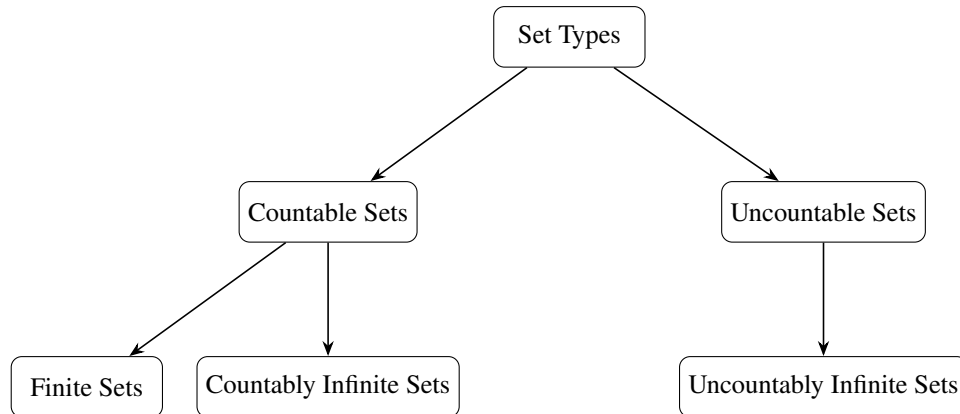 Set Types
Countable Sets
Uncountable Sets
Finite Sets
Countably Infinite Sets
Uncountably Infinite Sets